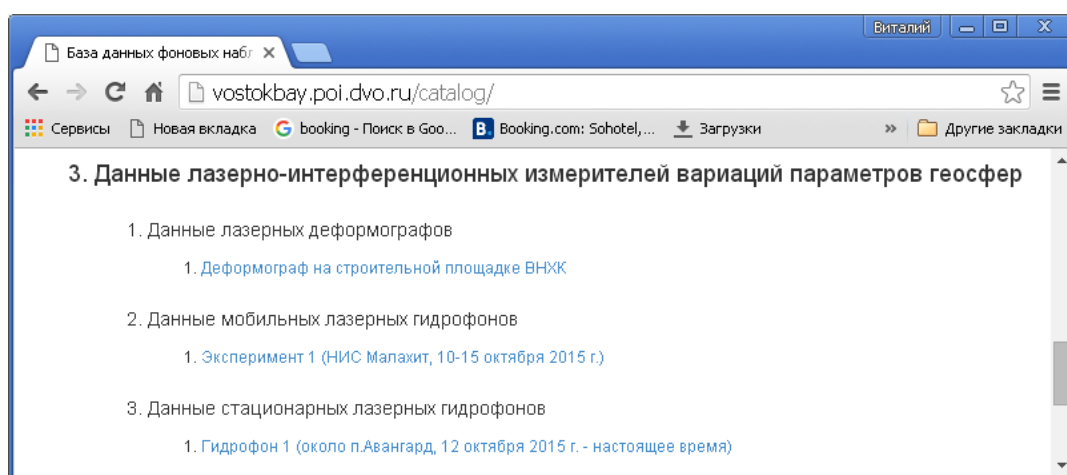 Виталий
База данных фоновых набл
vostokbay.poi.dvo.ru/catalog/
Сервисы Новая вкладка booking - Поиск в Goo... B. Booking.com: Sohotel,... Загрузки » Другие закладки
3. Данные лазерно-интерференционных измерителей вариаций параметров геосфер
1. Данные лазерных деформографов
1. Деформограф на строительной площадке ВНХК
2. Данные мобильных лазерных гидрофонов
1. Эксперимент 1 (НИС Малахит, 10-15 октября 2015 г.)
3. Данные стационарных лазерных гидрофонов
1. Гидрофон 1 (около п.Авангард, 12 октября 2015 г. - настоящее время)